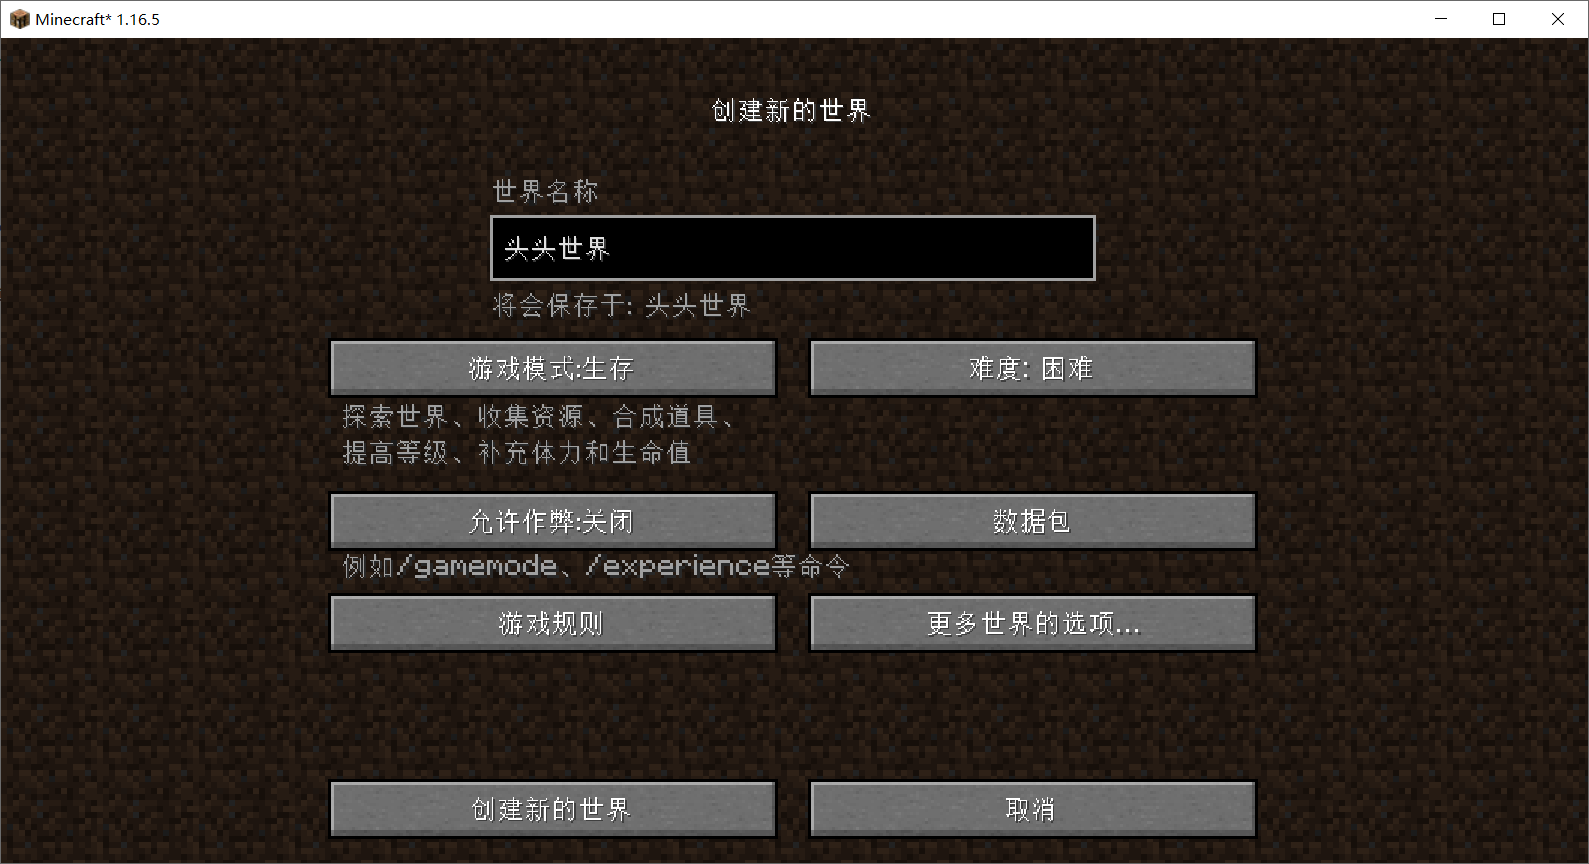 Minecraft* 1.16.5
创建新的世界
世界名称
头头世界
将会保存于: 头头世界
游戏模式:生存
难度: 困难
探索世界、收集资源、合成道具、
提高等级、补充体力和生命值
允许作弊:关闭
数据包
例如/gamemode、/experience等命令
游戏规则
更多世界的选项...
创建新的世界
取消